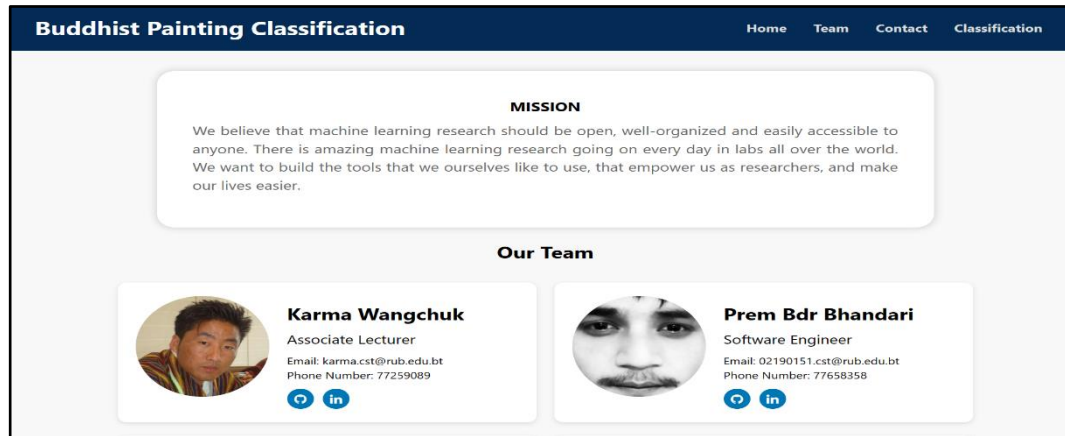 Buddhist Painting Classification
Home Team Contact Classification
MISSION
We believe that machine learning research should be open, well-organized and easily accessible to
anyone. There is amazing machine learning research going on every day in labs all over the world.
We want to build the tools that we ourselves like to use, that empower us as researchers, and make
our lives easier.
Our Team
Karma Wangchuk
Associate Lecturer
Email: karma.cst@rub.edu.bt
Phone Number: 77259089
in
Prem Bdr Bhandari
Software Engineer
Email: 02190151.cst@rub.edu.bt
Phone Number: 77658358
in